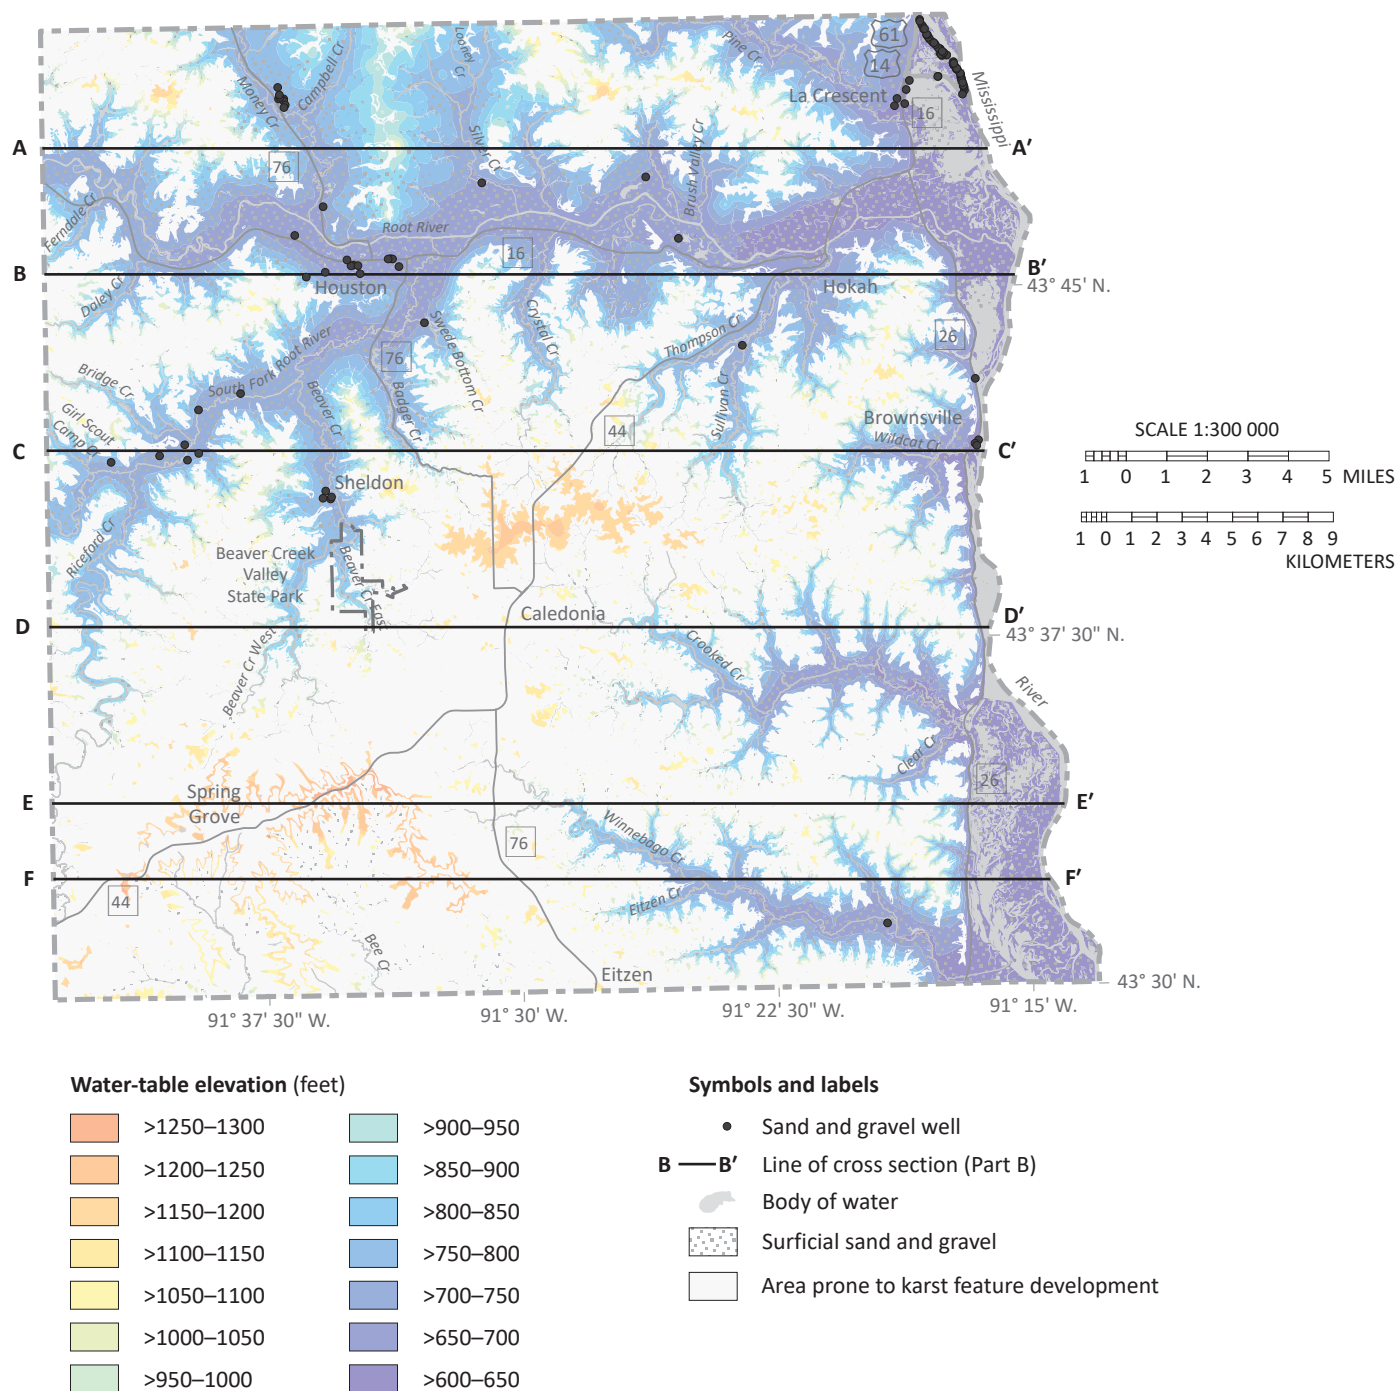 61
14
La Crescent
16
Mississippi
Pine Cr
Looney
Cr
Campbell Cr
Money Cr
A
A′
76
Silver Cr
Brush Valley Cr
Ferndale Cr
Root River
16
B
B′
43° 45' N.
Houston
Hokah
Daley Cr
Crystal Cr
Swede Bottom Cr
Thompson Cr
26
South Fork Root River
76
Bridge Cr
Beaver Cr
Badger Cr
Sullivan Cr
Girl Scout
Camp Cr
44
Brownsville
Wildcat Cr
C
C′
SCALE 1:300 000
1 0 1 2 3 4 5 MILES
1 0 1 2 3 4 5 6 7 8 9
KILOMETERS
Sheldon
Riceford Cr
Beaver Creek
Valley
State Park
Beaver Cr East
Caledonia
D
D′
43° 37' 30" N.
Crooked Cr
Beaver Cr West
River
Clear Cr
26
Spring
Grove
E
E′
Winnebago Cr
76
F
F′
44
Eitzen Cr
Bee Cr
Eitzen
43° 30' N.
91° 37' 30" W.
91° 30' W.
91° 22' 30" W.
91° 15' W.
Water-table elevation (feet)
>1250–1300
>1200–1250
>1150–1200
>1100–1150
>1050–1100
>1000–1050
>950–1000
>900–950
>850–900
>800–850
>750–800
>700–750
>650–700
>600–650
Symbols and labels
Sand and gravel well
B B′ Line of cross section (Part B)
Body of water
Surficial sand and gravel
Area prone to karst feature development